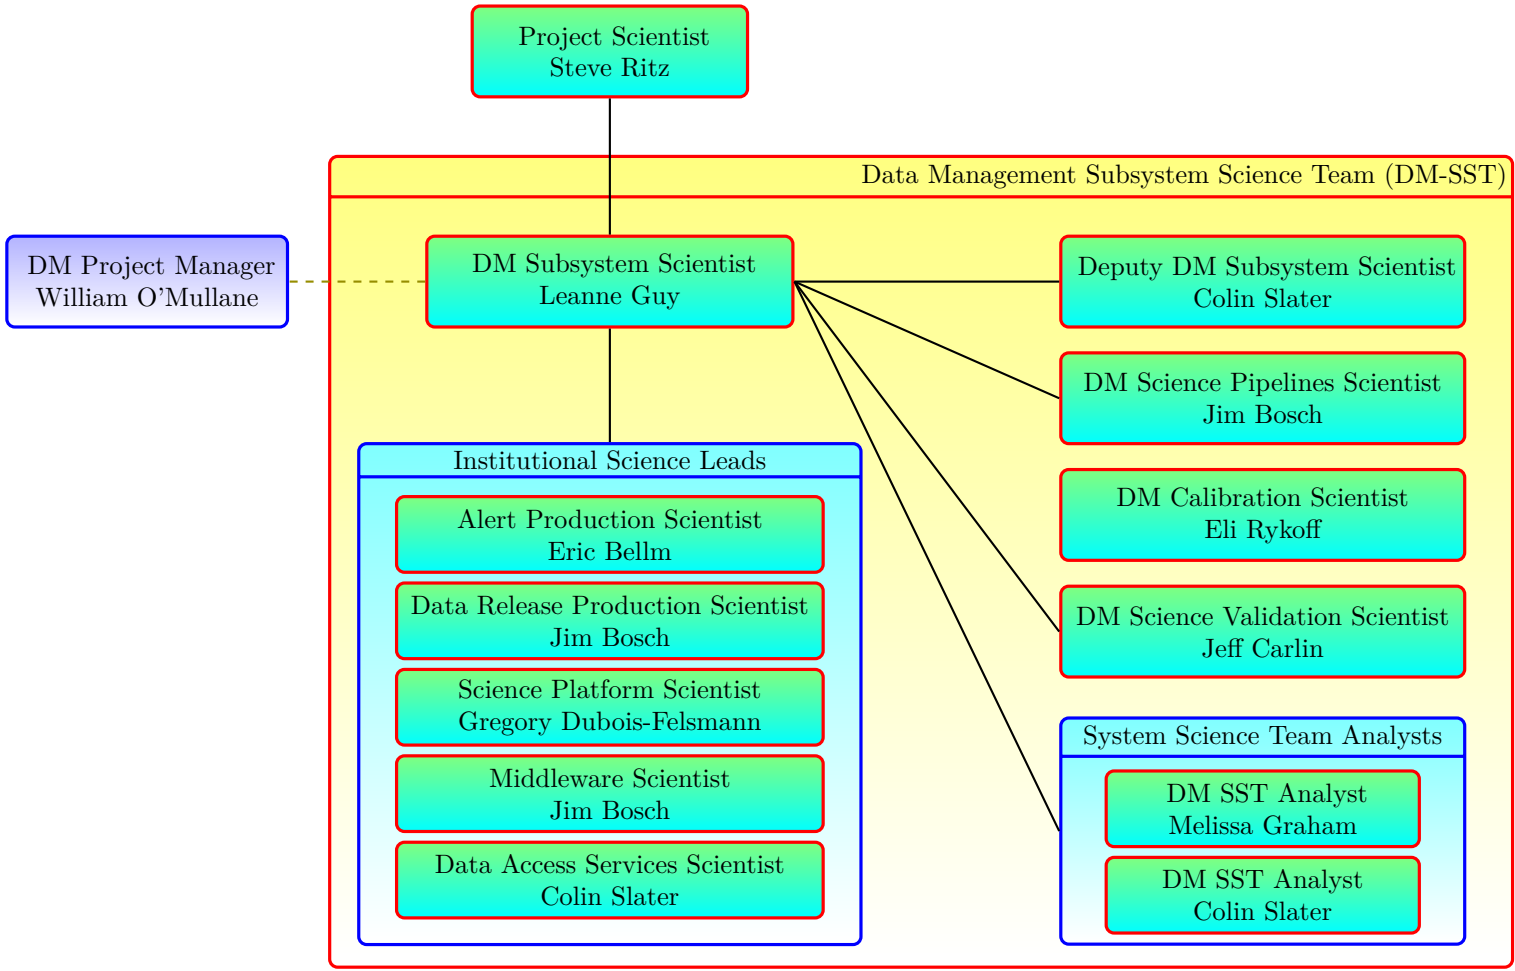 Project Scientist
Steve Ritz
Data Management Subsystem Science Team (DM-SST)
DM Project Manager
William O'Mullane
DM Subsystem Scientist
Leanne Guy
Deputy DM Subsystem Scientist
Colin Slater
DM Science Pipelines Scientist
Jim Bosch
DM Calibration Scientist
Eli Rykoff
DM Science Validation Scientist
Jeff Carlin
Institutional Science Leads
Alert Production Scientist
Eric Bellm
Data Release Production Scientist
Jim Bosch
Science Platform Scientist
Gregory Dubois-Felsmann
Middleware Scientist
Jim Bosch
Data Access Services Scientist
Colin Slater
System Science Team Analysts
DM SST Analyst
Melissa Graham
DM SST Analyst
Colin Slater